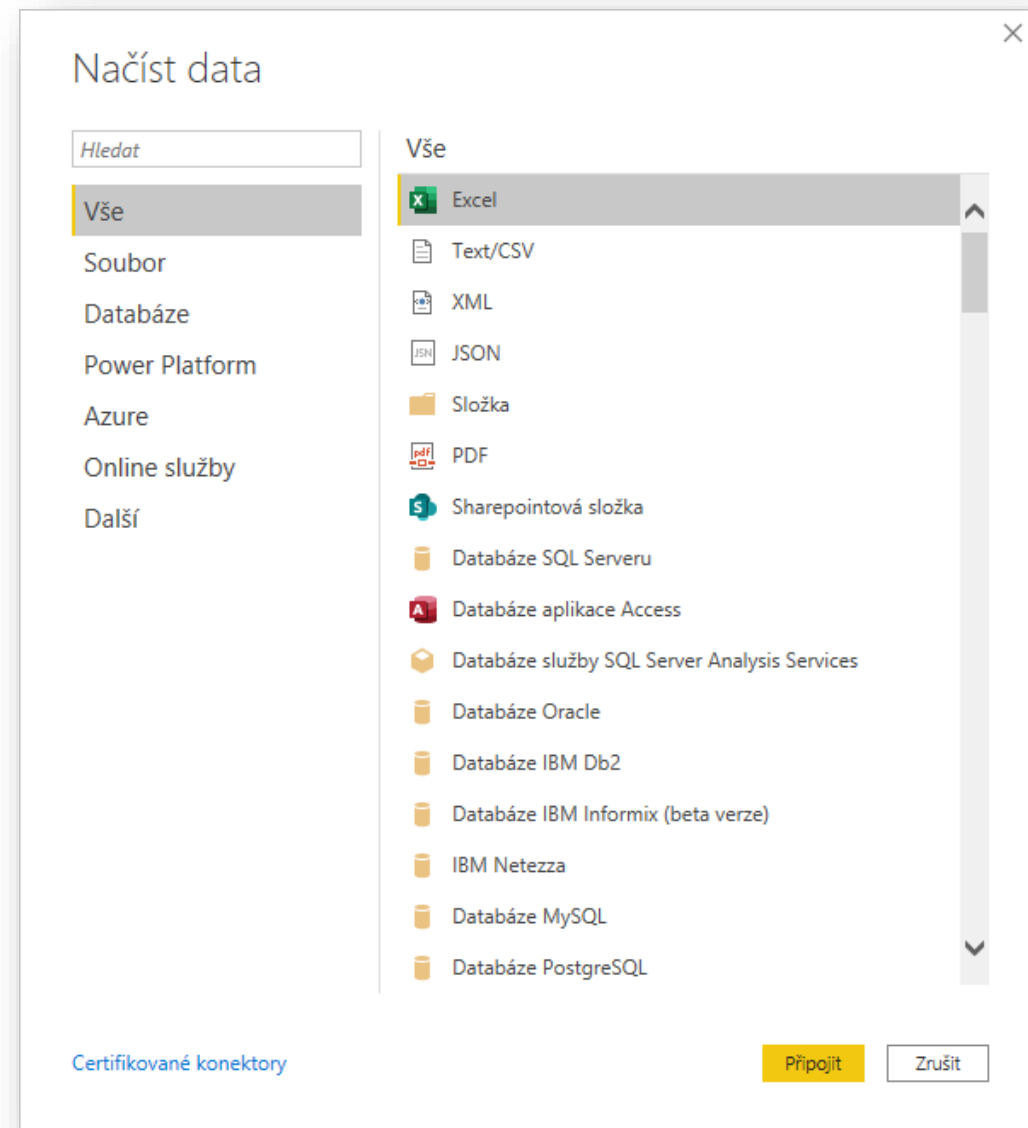 Načíst data
Hledat
Vše
Soubor
Databáze
Power Platform
Azure
Online služby
Další
Vše
Excel
Text/CSV
XML
JSON
Složka
PDF
Sharepointová složka
Databáze SQL Serveru
Databáze aplikace Access
Databáze služby SQL Server Analysis Services
Databáze Oracle
Databáze IBM Db2
Databáze IBM Informix (beta verze)
IBM Netezza
Databáze MySQL
Databáze PostgreSQL
Certifikované konektory
Připojit
Zrušit